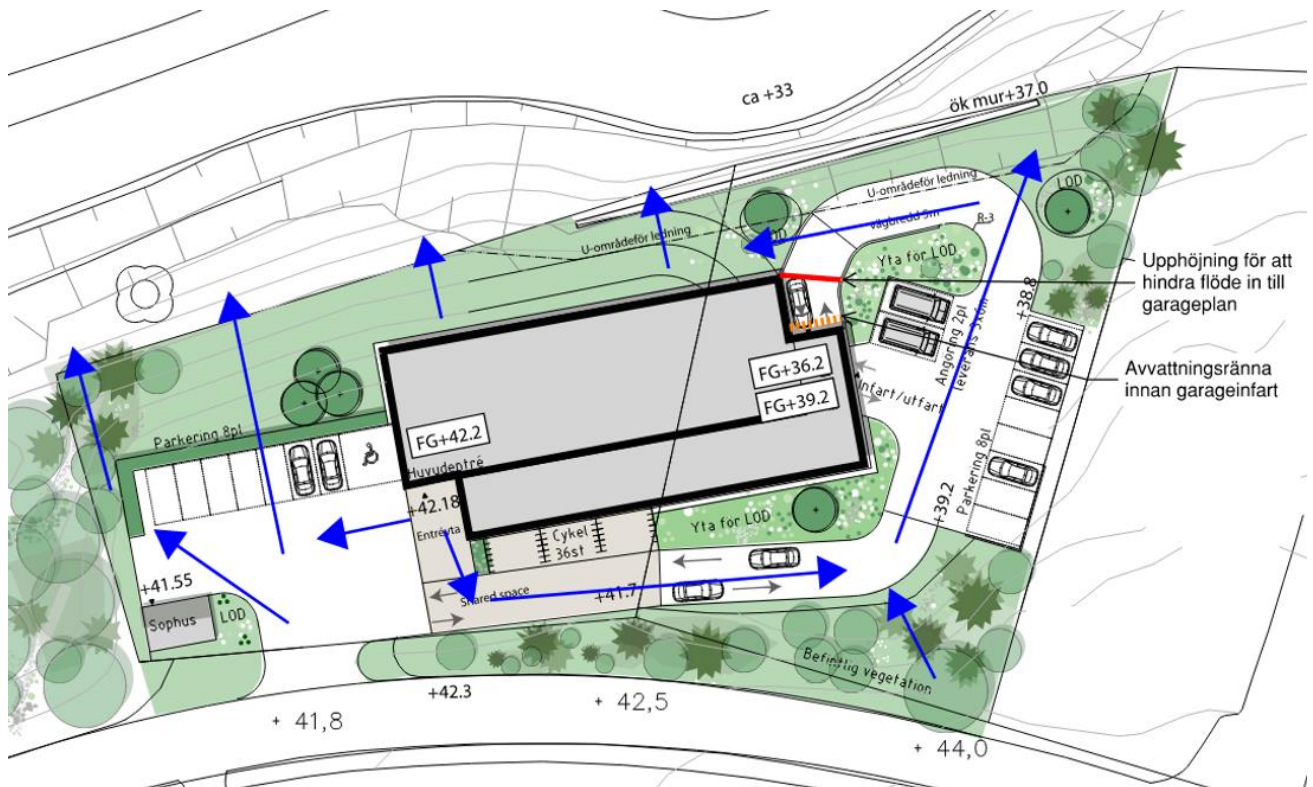 ca +33
ök mur+37.0
LOD
U-områdeför ledning
vägbredd 5m
R-3
U-områdeför ledning
Yta för LOD
Upphöjning för att
hindra flöde in till
garageplan
+38.8
Angöring 2pl
leverans 3x6m
FG+36.2
Avvattningsränna
innan garageinfart
infart/utfart
FG+39.2
FG+42.2
Parkering 8pl
Huvudentré
+42.18
Entréyta
Parkering 8pl
+39.2
Cykel
36st
Yta för LOD
+41.55
Shared space
+41.7
Sophus
LOD
Befintlig vegetation
+42.3
+ 41,8
+ 42,5
+ 44,0